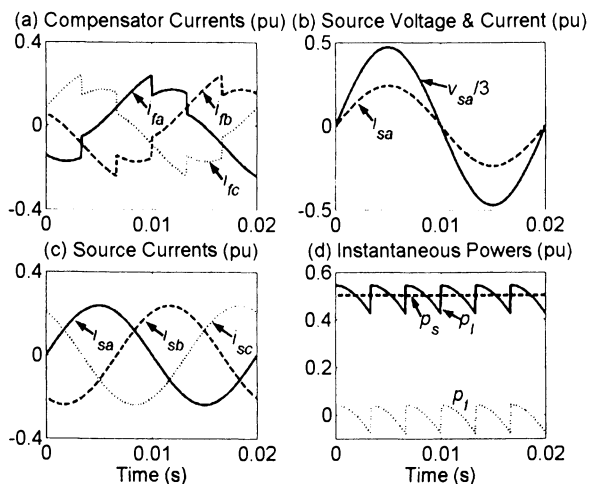 (a) Compensator Currents (pu)
0.4
0
-0.4
0
0.01
0.02
i_fa
i_fb
i_fc
(b) Source Voltage & Current (pu)
0.5
0
-0.5
0
0.01
0.02
v_sa/3
i_sa
(c) Source Currents (pu)
0.4
0
-0.4
0
0.01
0.02
i_sa
i_sb
i_sc
Time (s)
(d) Instantaneous Powers (pu)
0.6
0.4
0.2
0
0
0.01
0.02
p_s
p_l
p_f
Time (s)